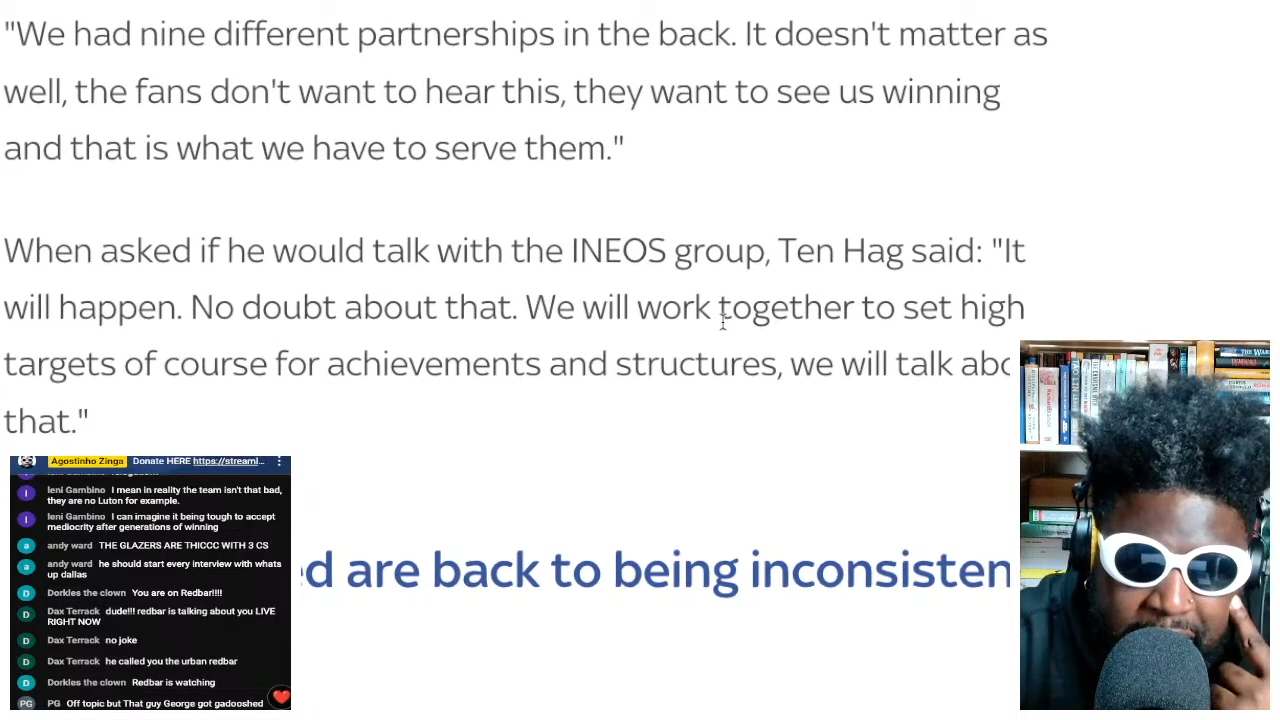 "We had nine different partnerships in the back. It doesn't matter as
well, the fans don't want to hear this, they want to see us winning
and that is what we have to serve them."
When asked if he would talk with the INEOS group, Ten Hag said: "It
will happen. No doubt about that. We will work together to set high
targets of course for achievements and structures, we will talk abo
that."
ed are back to being inconsisten
Agostinho Zinga Donate HERE https://streaml...
Ieni Gambino I mean in reality the team isn't that bad,
they are no Luton for example.
Ieni Gambino I can imagine it being tough to accept
mediocrity after generations of winning
andy ward THE GLAZERS ARE THICCC WITH 3 CS
andy ward he should start every interview with whats
up dallas
Dorkles the clown You are on Redbar!!!!
Dax Terrack dude!!! redbar is talking about you LIVE
RIGHT NOW
Dax Terrack no joke
Dax Terrack he called you the urban redbar
Dorkles the clown Redbar is watching
PG PG Off topic but That guy George got gadooshed